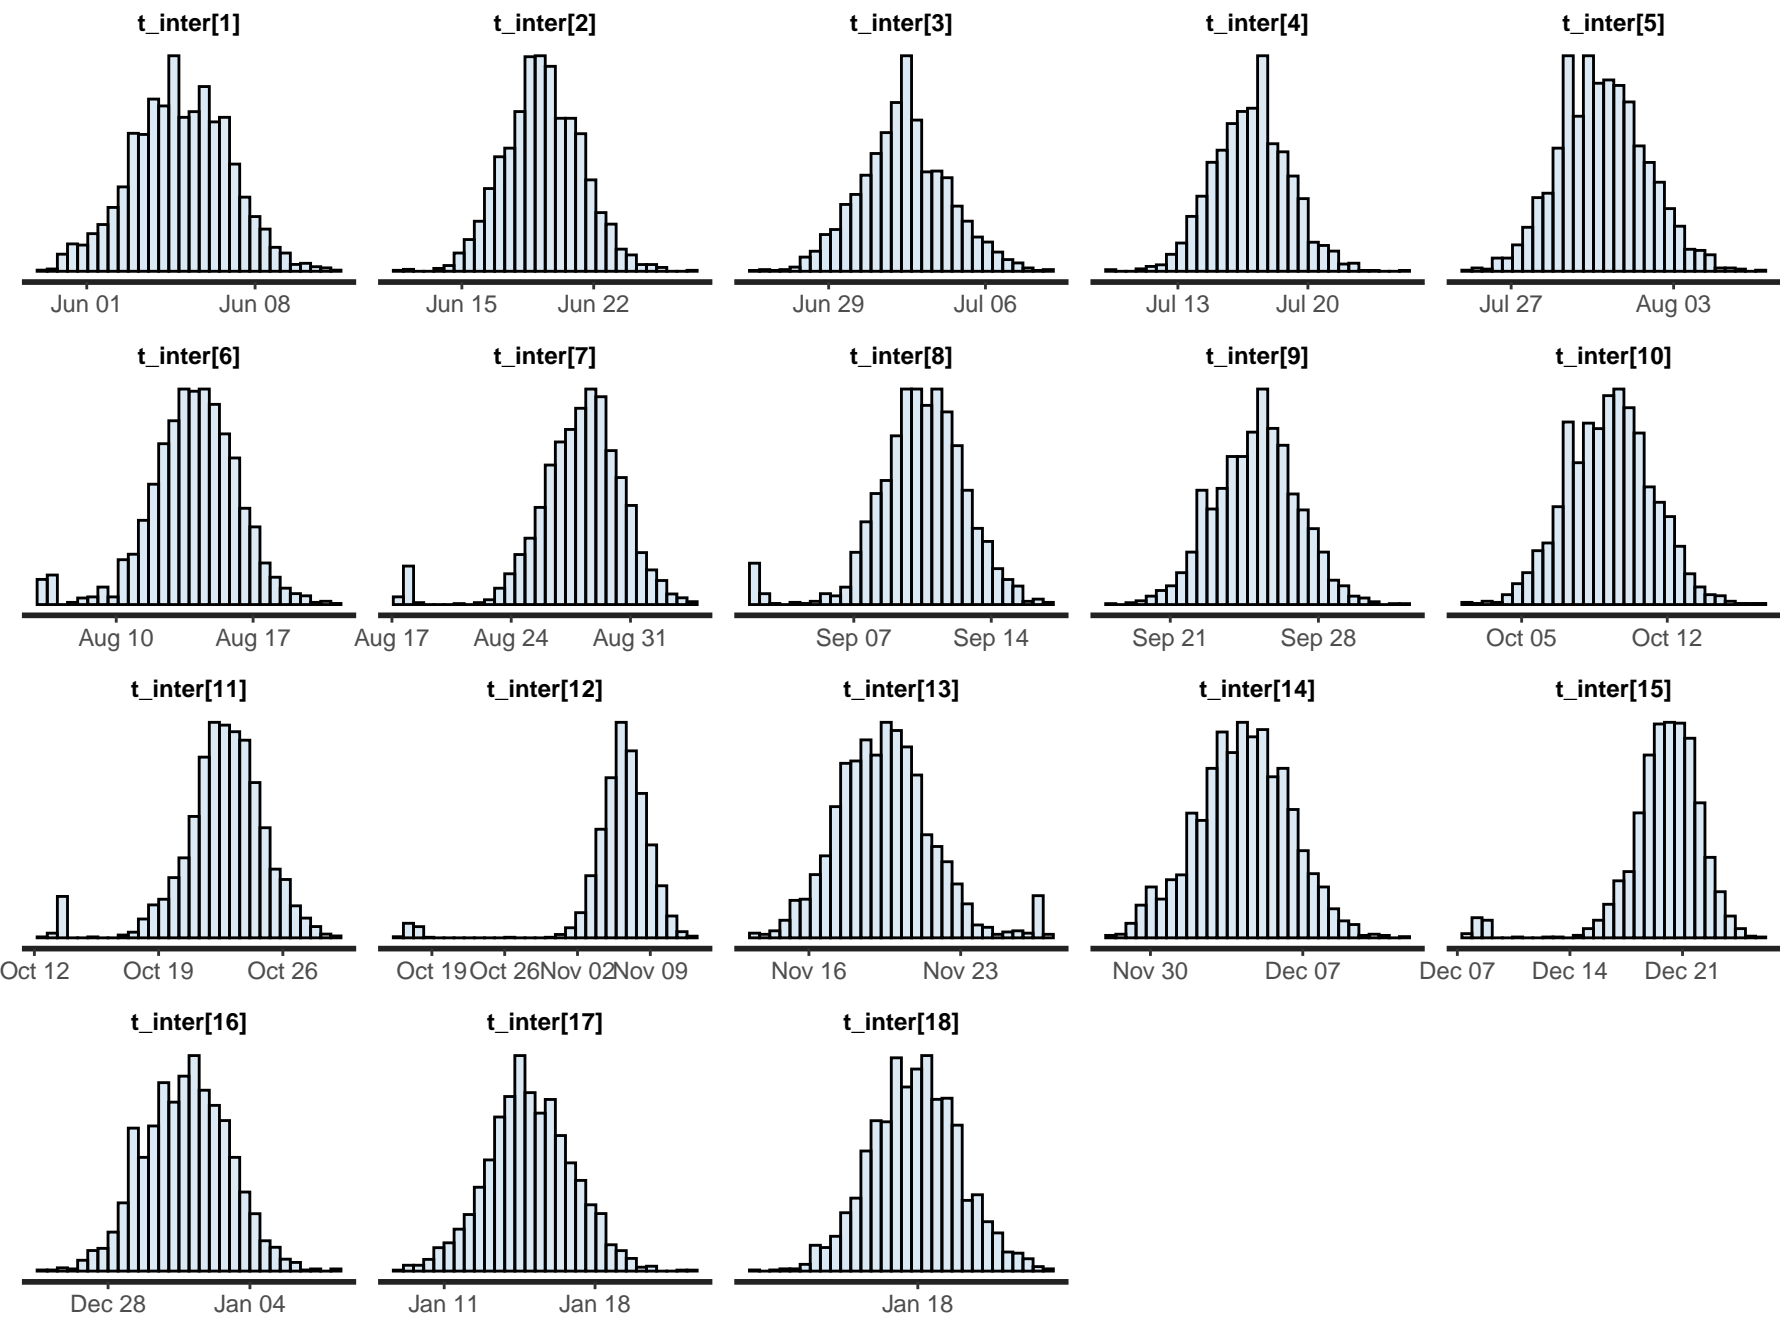 t_inter[1] t_inter[2] t_inter[3] t_inter[4] t_inter[5]
Jun 01 Jun 08 Jun 15 Jun 22 Jun 29 Jul 06 Jul 13 Jul 20 Jul 27 Aug 03
t_inter[6] t_inter[7] t_inter[8] t_inter[9] t_inter[10]
Aug 10 Aug 17 Aug 17 Aug 24 Aug 31 Sep 07 Sep 14 Sep 21 Sep 28 Oct 05 Oct 12
t_inter[11] t_inter[12] t_inter[13] t_inter[14] t_inter[15]
Oct 12 Oct 19 Oct 26 Oct 19 Oct 26 Nov 02 Nov 09 Nov 16 Nov 23 Nov 30 Dec 07 Dec 07 Dec 14 Dec 21
t_inter[16] t_inter[17] t_inter[18]
Dec 28 Jan 04 Jan 11 Jan 18 Jan 18